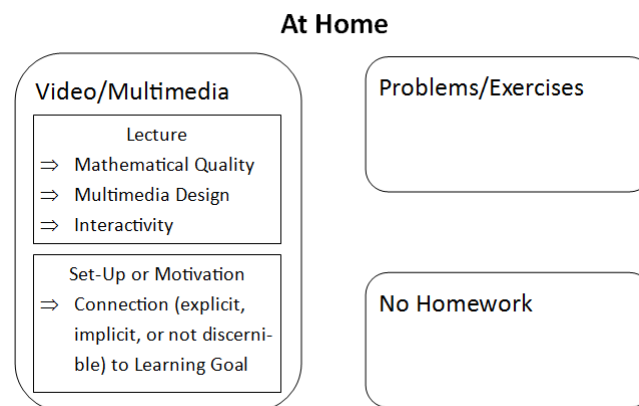 At Home
Video/Multimedia
Lecture
⇒ Mathematical Quality
⇒ Multimedia Design
⇒ Interactivity
Set-Up or Motivation
⇒ Connection (explicit,
implicit, or not discerni-
ble) to Learning Goal
Problems/Exercises
No Homework